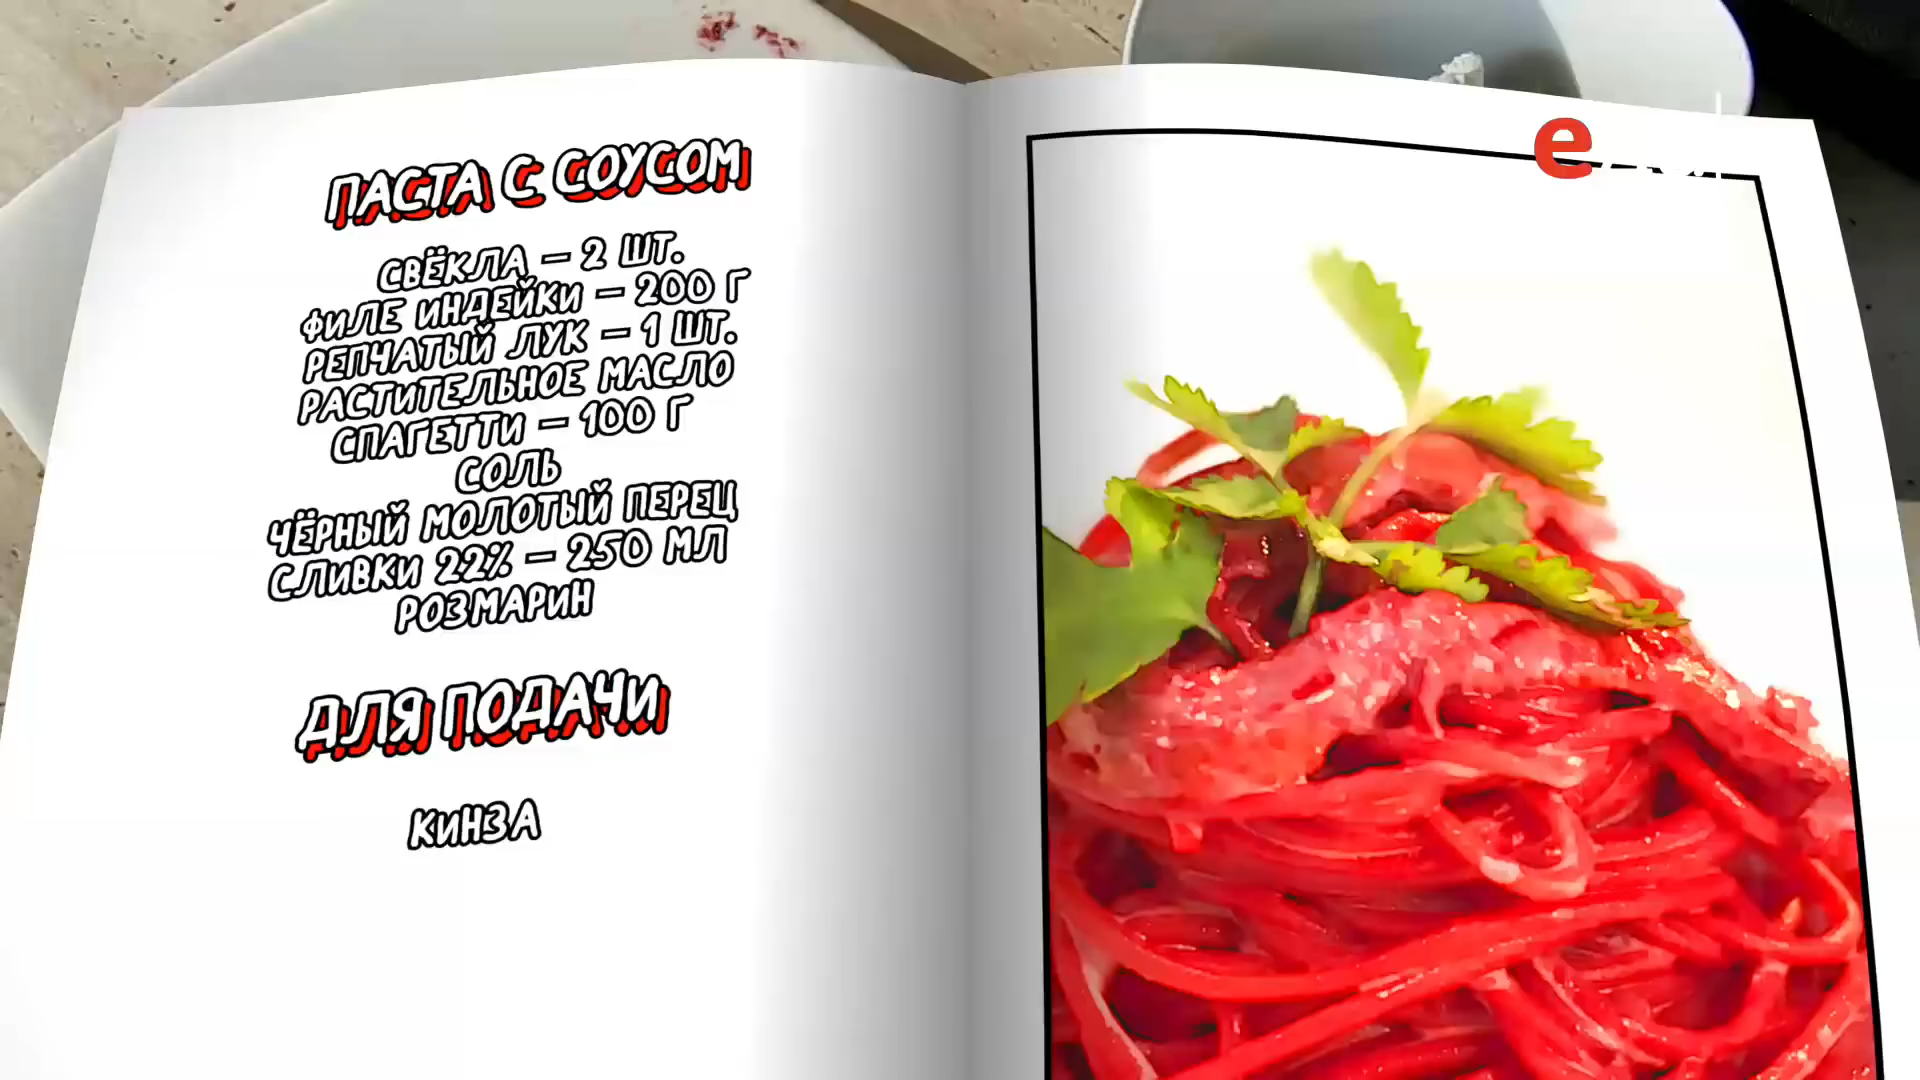 ПАСТА С СОУСОМ
СВЁКЛА – 2 ШТ.
ФИЛЕ ИНДЕЙКИ – 200 Г
РЕПЧАТЫЙ ЛУК – 1 ШТ.
РАСТИТЕЛЬНОЕ МАСЛО
СПАГЕТТИ – 100 Г
СОЛЬ
ЧЁРНЫЙ МОЛОТЫЙ ПЕРЕЦ
СЛИВКИ 22% – 250 МЛ
РОЗМАРИН
ДЛЯ ПОДАЧИ
КИНЗА